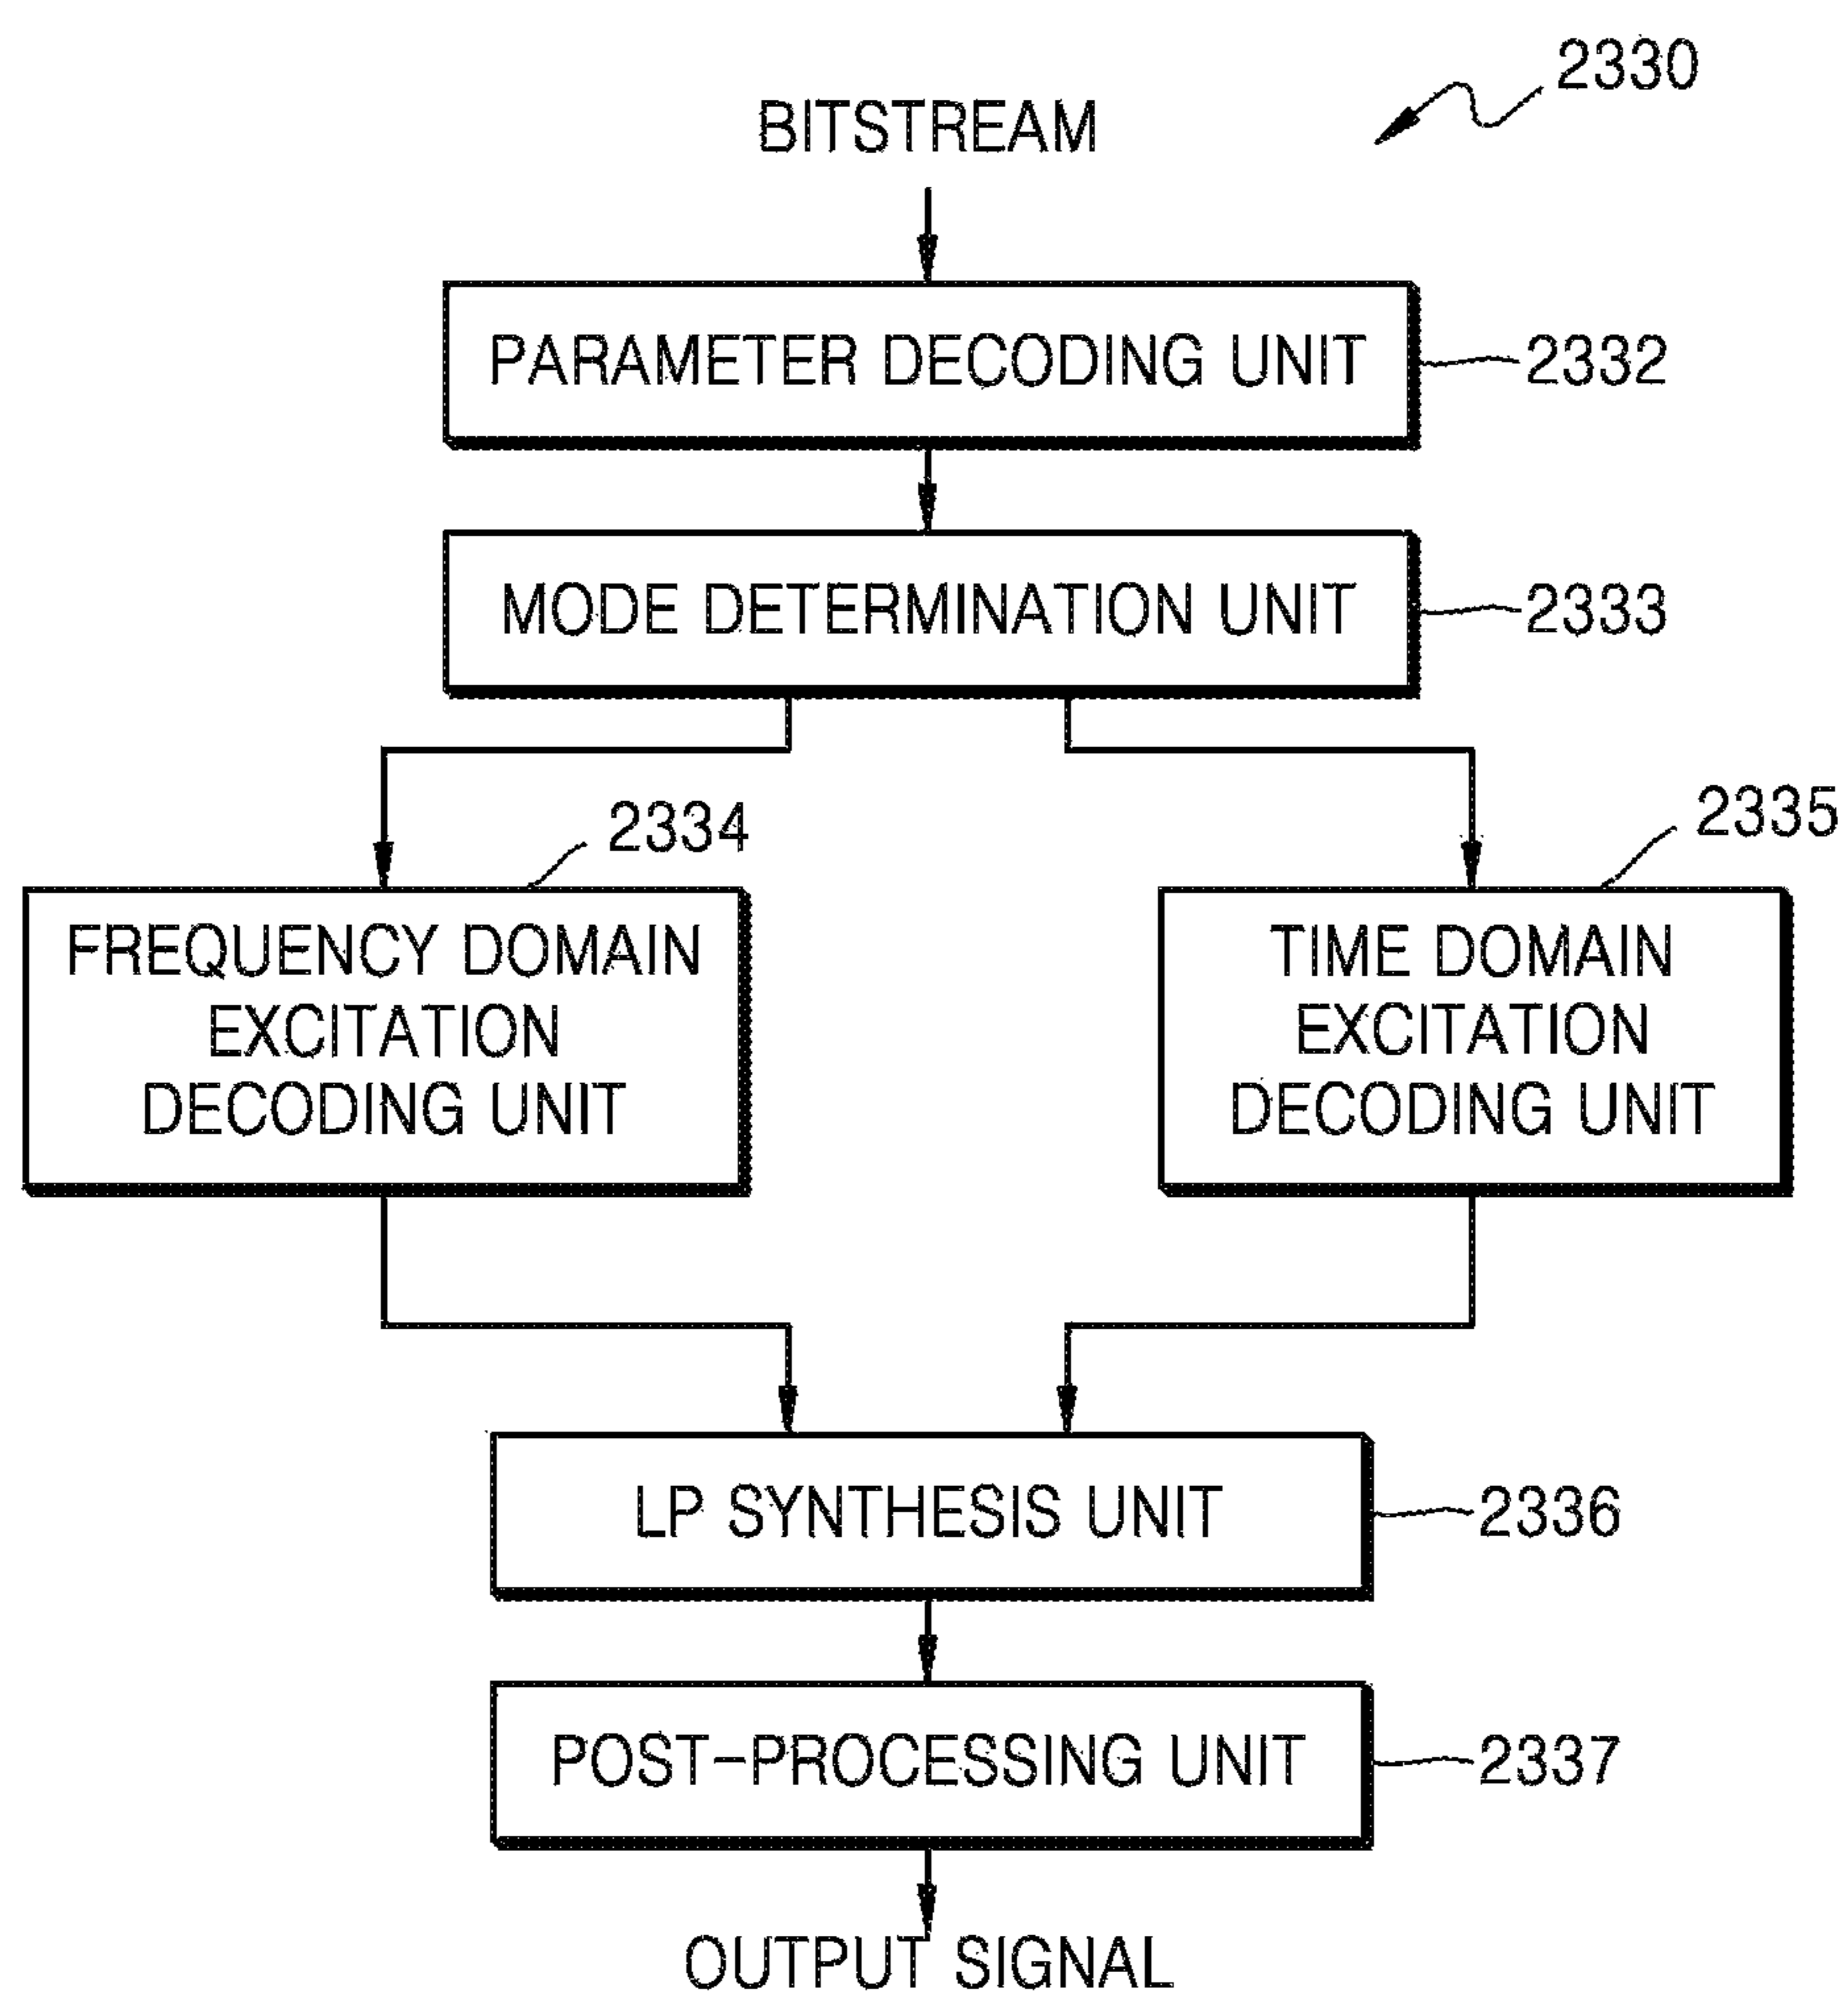 2330
BITSTREAM
PARAMETER DECODING UNIT
2332
MODE DETERMINATION UNIT
2333
2334
2335
FREQUENCY DOMAIN
EXCITATION
DECODING UNIT
TIME DOMAIN
EXCITATION
DECODING UNIT
LP SYNTHESIS UNIT
2336
POST-PROCESSING UNIT
2337
OUTPUT SIGNAL